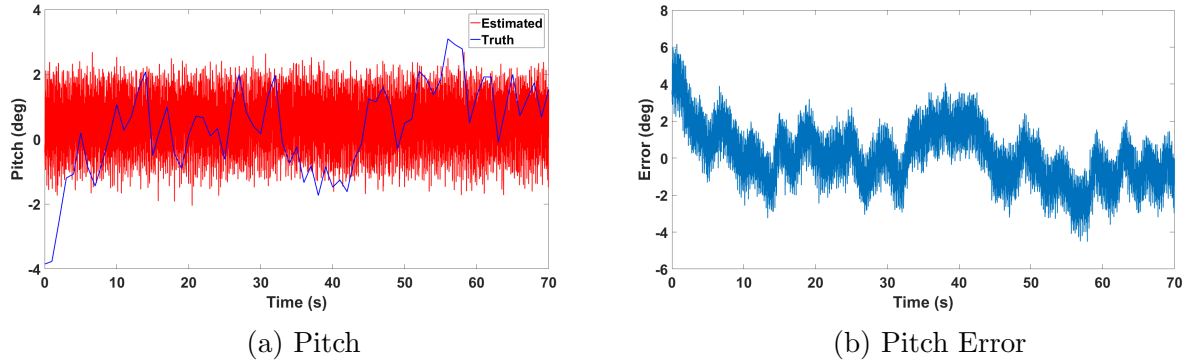 4
2
0
-2
-4
Pitch (deg)
Estimated
Truth
0 10 20 30 40 50 60 70
Time (s)
(a) Pitch
8
6
4
2
0
-2
-4
-6
Error (deg)
0 10 20 30 40 50 60 70
Time (s)
(b) Pitch Error